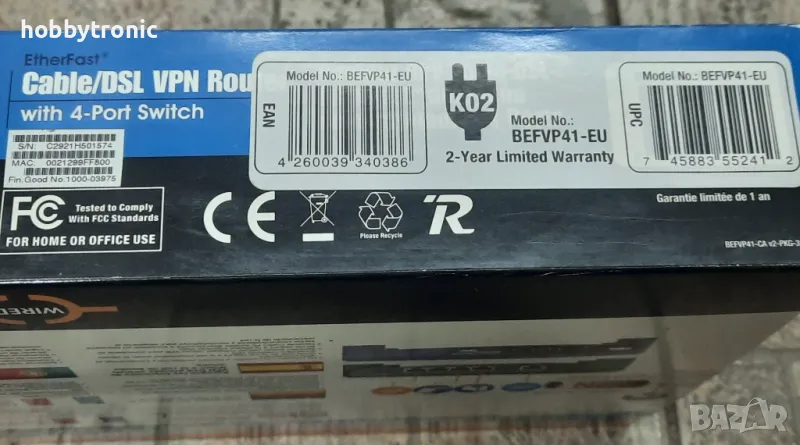 hobbytronic
EtherFast®
Cable/DSL VPN Rou
with 4-Port Switch
S/N: C2921H501574
MAC: 0021299FF800
Fin.Good No.:1000-03975
EAN
Model No.: BEFVP41-EU
4 260039 340386
K02
Model No.:
BEFVP41-EU
2-Year Limited Warranty
UPC
Model No.: BEFVP41-EU
7 45883 55241 2
FC
Tested to Comply
With FCC Standards
FOR HOME OR OFFICE USE
CE
Please Recycle
R
Garantie limitée de 1 an
BEFVP41-CA v2-PKG-3
WIRED
BAZAR